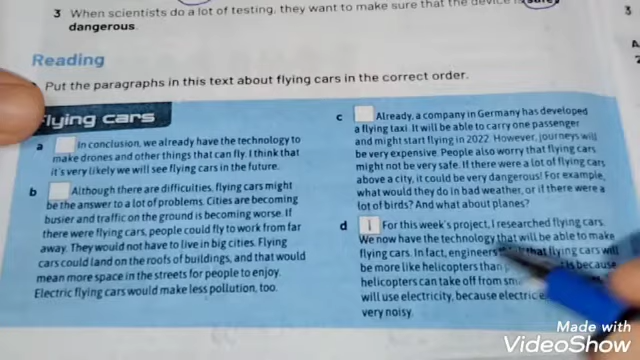 3 When scientists do a lot of testing, they want to make sure that the device is safe/
dangerous.
Reading
Put the paragraphs in this text about flying cars in the correct order.
Flying cars
a In conclusion, we already have the technology to
make drones and other things that can fly. I think that
it's very likely we will see flying cars in the future.
b Although there are difficulties, flying cars might
be the answer to a lot of problems. Cities are becoming
busier and traffic on the ground is becoming worse. If
there were flying cars, people could fly to work from far
away. They would not have to live in big cities. Flying
cars could land on the roofs of buildings, and that would
mean more space in the streets for people to enjoy.
Electric flying cars would make less pollution, too.
c Already, a company in Germany has developed
a flying taxi. It will be able to carry one passenger
and might start flying in 2022. However, journeys will
be very expensive. People also worry that flying cars
might not be very safe. If there were a lot of flying cars
above a city, it could be very dangerous! For example,
what would they do in bad weather, or if there were a
lot of birds? And what about planes?
d 1 For this week's project, I researched flying cars.
We now have the technology that will be able to make
flying cars. In fact, engineers that flying cars will
be more like helicopters than is because
helicopters can take off from
will use electricity, because
very noisy.
3
Made with
VideoShow